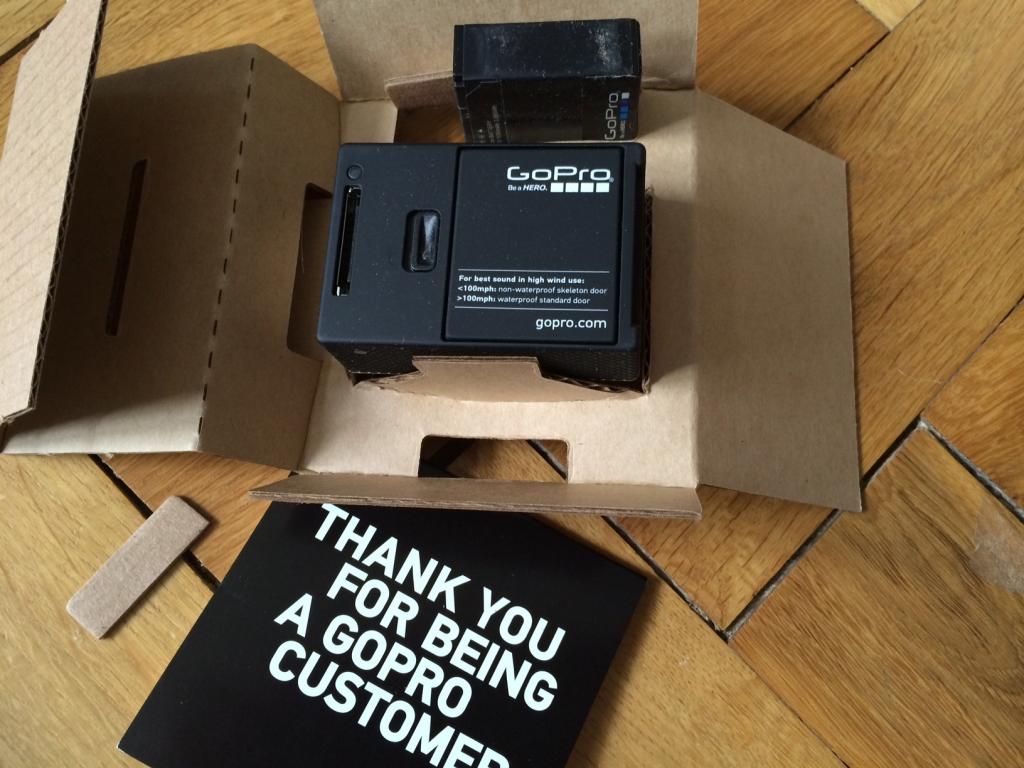 GoPro
GoPro®
Be a HERO.
For best sound in high wind use:
<100mph: non-waterproof skeleton door
>100mph: waterproof standard door
gopro.com
THANK YOU
FOR BEING
A GOPRO
CUSTOMER